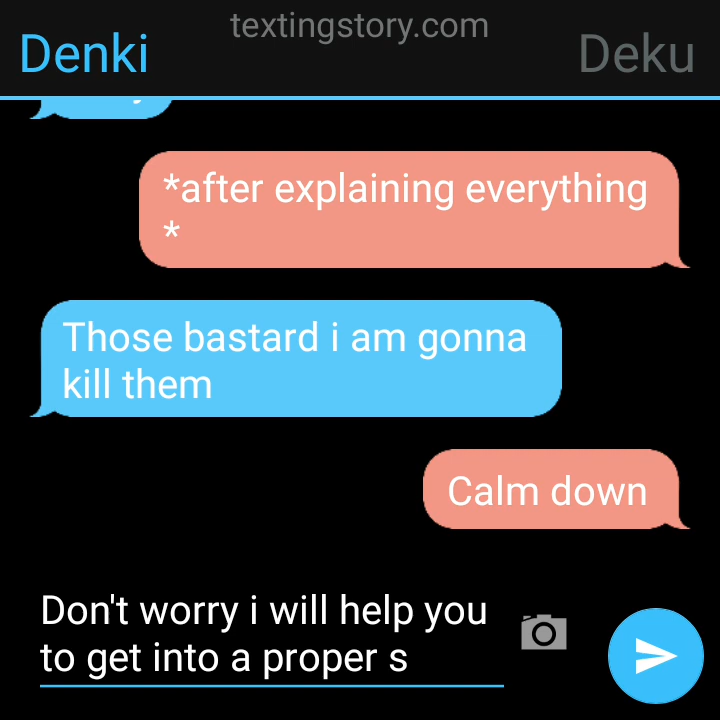 textingstory.com
Denki
Deku
*after explaining everything
*
Those bastard i am gonna
kill them
Calm down
Don't worry i will help you
to get into a proper s